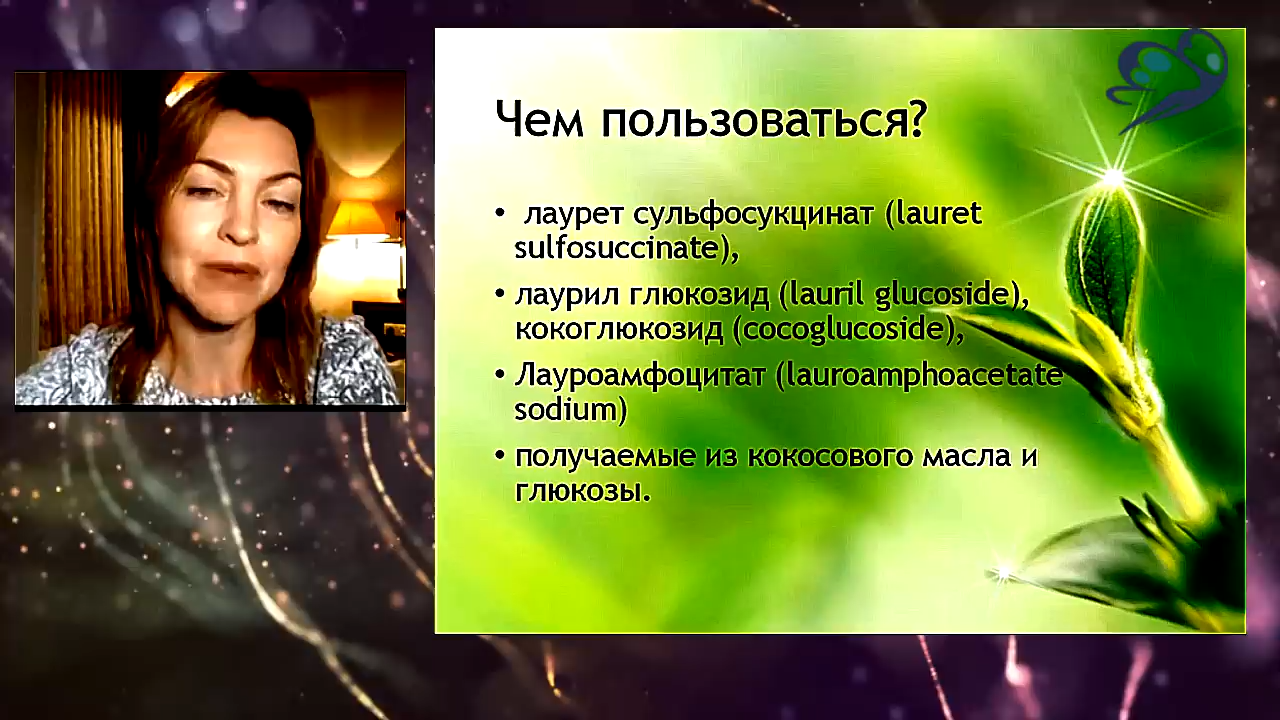 Чем пользоваться?
• лаурет сульфосукцинат (lauret
sulfosuccinate),
• лаурил глюкозид (lauril glucoside),
кокоглюкозид (cocoglucoside),
• Лауроамфоцитат (lauroamphoacetate
sodium)
• получаемые из кокосового масла и
глюкозы.